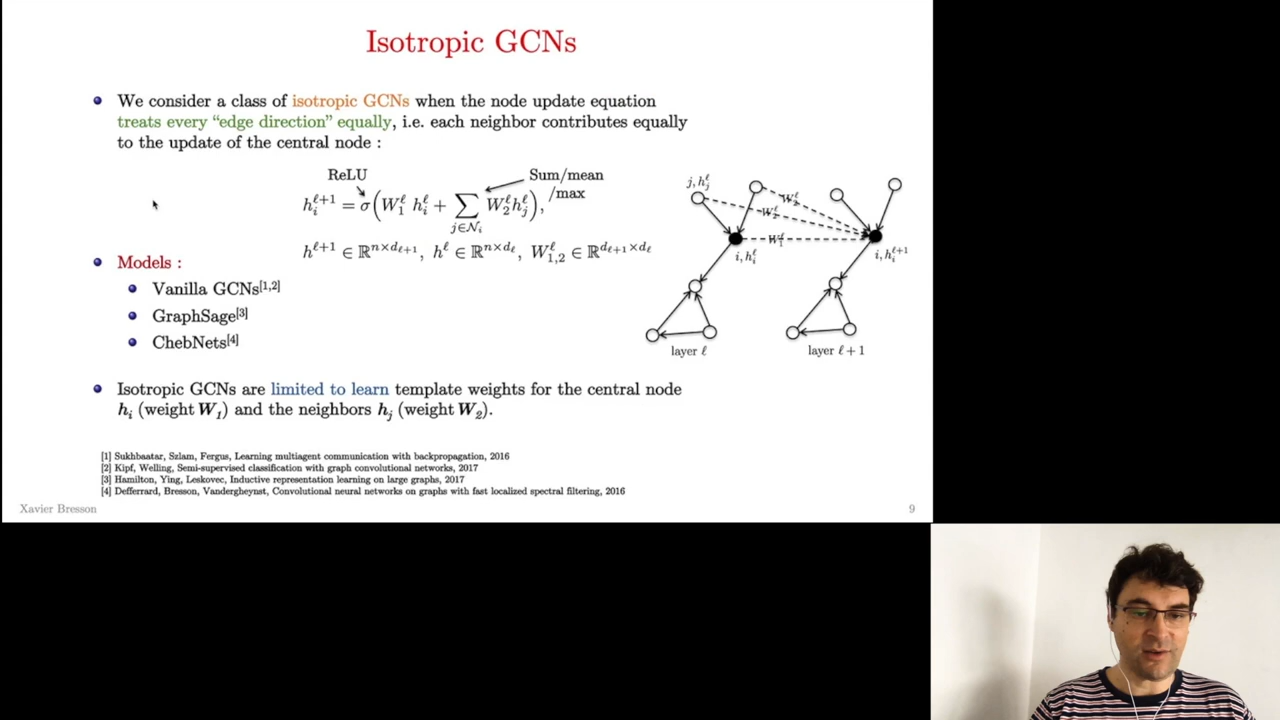 Isotropic GCNs
We consider a class of isotropic GCNs when the node update equation
treats every “edge direction” equally, i.e. each neighbor contributes equally
to the update of the central node :
ReLU
Sum/mean
/max
h_i^{ℓ+1} = σ(W_1^ℓ h_i^ℓ + ∑_{j∈N_i} W_2^ℓ h_j^ℓ),
h^{ℓ+1} ∈ ℝ^{n×d_{ℓ+1}}, h^ℓ ∈ ℝ^{n×d_ℓ}, W_{1,2}^ℓ ∈ ℝ^{d_{ℓ+1}×d_ℓ}
j, h_j^ℓ
W_2^ℓ
W_2^ℓ
W_1^ℓ
i, h_i^ℓ
i, h_i^{ℓ+1}
layer ℓ
layer ℓ + 1
Models :
Vanilla GCNs[1,2]
GraphSage[3]
ChebNets[4]
Isotropic GCNs are limited to learn template weights for the central node
h_i (weight W_1) and the neighbors h_j (weight W_2).
[1] Sukhbaatar, Szlam, Fergus, Learning multiagent communication with backpropagation, 2016
[2] Kipf, Welling, Semi-supervised classification with graph convolutional networks, 2017
[3] Hamilton, Ying, Leskovec, Inductive representation learning on large graphs, 2017
[4] Defferrard, Bresson, Vandergheynst, Convolutional neural networks on graphs with fast localized spectral filtering, 2016
Xavier Bresson
9